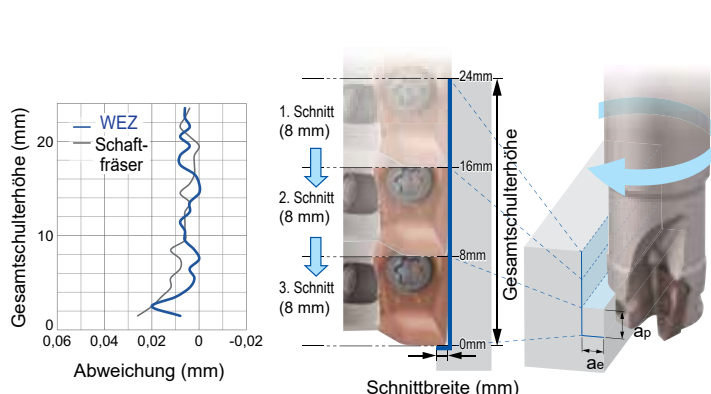 Gesamtschulterhöhe (mm)
20
10
0
WEZ
Schaft-
fräser
0,06
0,04
0,02
0
-0,02
Abweichung (mm)
1. Schnitt
(8 mm)
2. Schnitt
(8 mm)
3. Schnitt
(8 mm)
24mm
16mm
8mm
0mm
Gesamtschulterhöhe
Schnittbreite (mm)
ap
ae